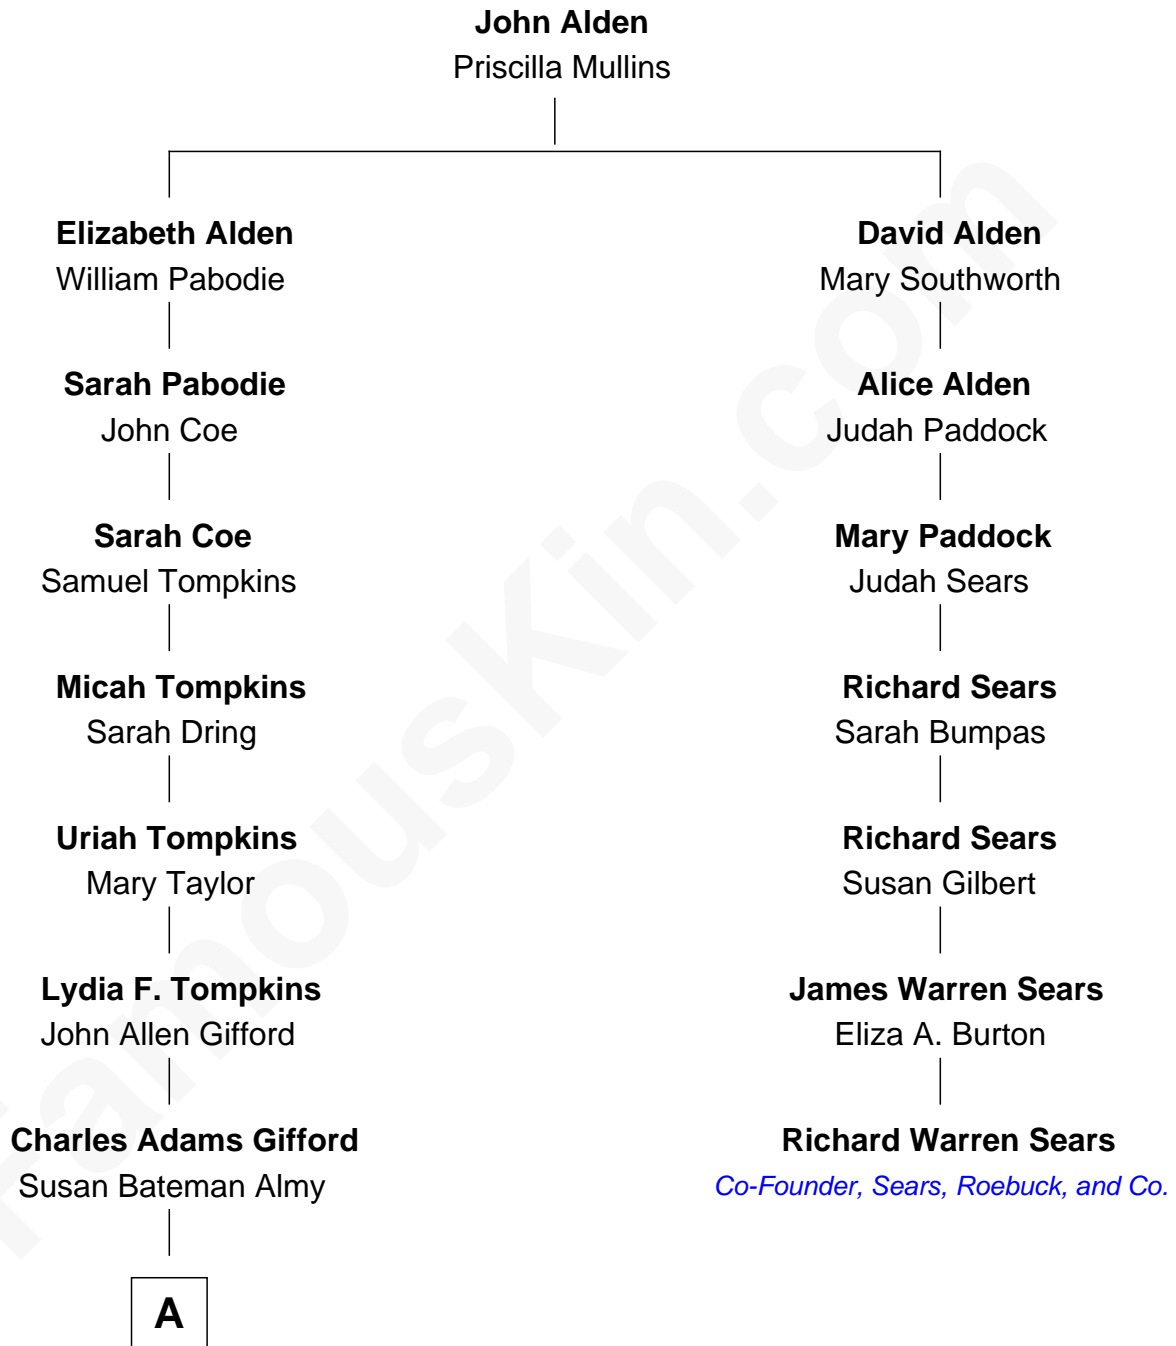 John Alden
Priscilla Mullins
Elizabeth Alden
William Pabodie
David Alden
Mary Southworth
Sarah Pabodie
John Coe
Alice Alden
Judah Paddock
Sarah Coe
Samuel Tompkins
Mary Paddock
Judah Sears
Micah Tompkins
Sarah Dring
Richard Sears
Sarah Bumpas
Uriah Tompkins
Mary Taylor
Richard Sears
Susan Gilbert
Lydia F. Tompkins
John Allen Gifford
James Warren Sears
Eliza A. Burton
Charles Adams Gifford
Susan Bateman Almy
Richard Warren Sears
Co-Founder, Sears, Roebuck, and Co.
A
FamousKin.com